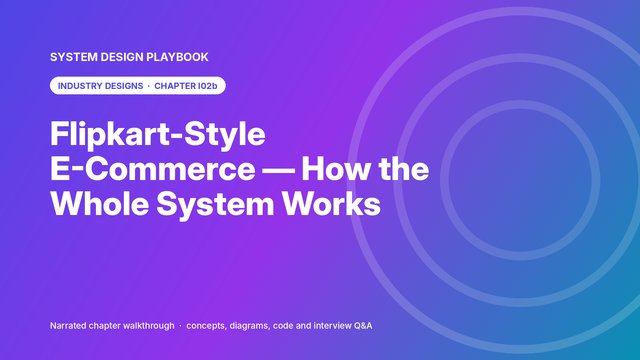 SYSTEM DESIGN PLAYBOOK
INDUSTRY DESIGNS · CHAPTER I02b
Flipkart-Style
E-Commerce — How the
Whole System Works
Narrated chapter walkthrough · concepts, diagrams, code and interview Q&A